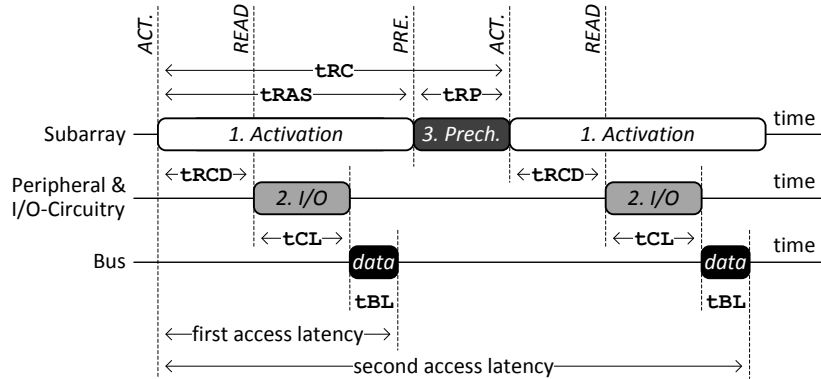 ACT. READ PRE. ACT. READ
tRC
tRAS tRP
Subarray 1. Activation 3. Prech. 1. Activation time
tRCD tRCD
Peripheral &
I/O-Circuitry 2. I/O 2. I/O time
tCL tCL
Bus data data time
tBL tBL
first access latency
second access latency